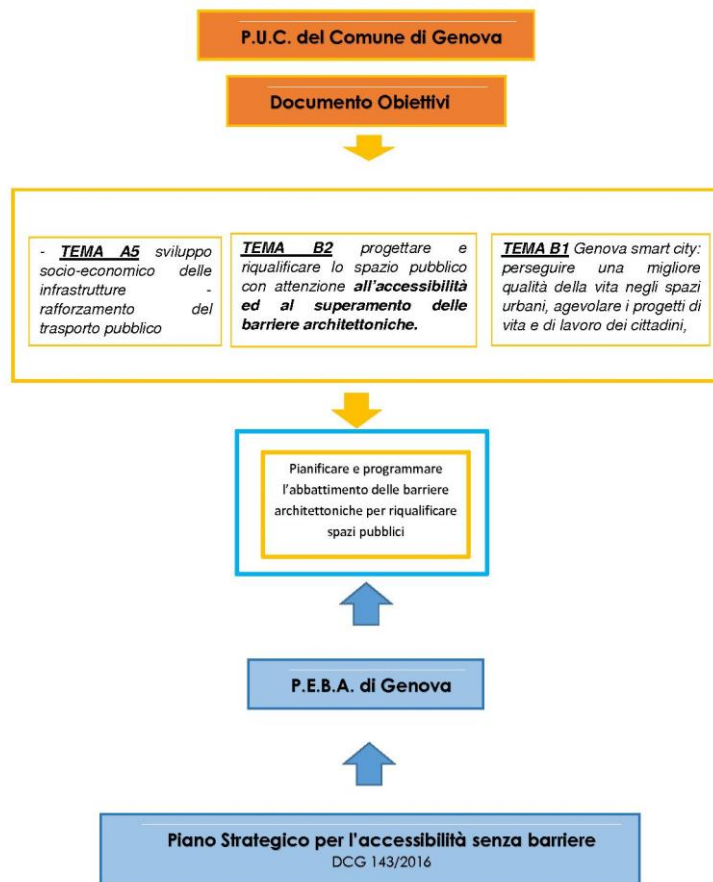 P.U.C. del Comune di Genova
Documento Obiettivi
- TEMA A5 sviluppo
socio-economico delle
infrastrutture -
rafforzamento del
trasporto pubblico
TEMA B2 progettare e
riqualificare lo spazio pubblico
con attenzione all'accessibilità
ed al superamento delle
barriere architettoniche.
TEMA B1 Genova smart city:
perseguire una migliore
qualità della vita negli spazi
urbani, agevolare i progetti di
vita e di lavoro dei cittadini,
Pianificare e programmare
l'abbattimento delle barriere
architettoniche per riqualificare
spazi pubblici
P.E.B.A. di Genova
Piano Strategico per l'accessibilità senza barriere
DCG 143/2016